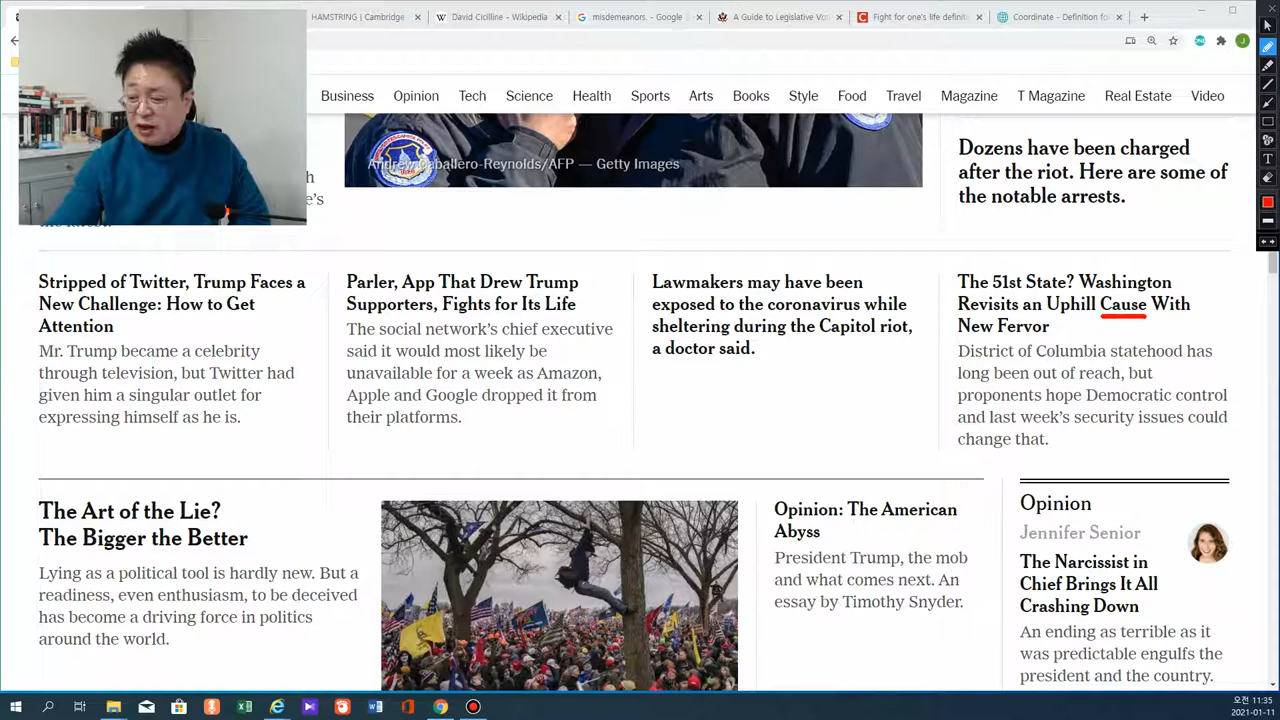 HAMSTRING | Cambridge
David Cicilline - Wikipedia
misdemeanors. - Google
A Guide to Legislative Vo
Fight for one's life defini
Coordinate - Definition fo
J
Business Opinion Tech Science Health Sports Arts Books Style Food Travel Magazine T Magazine Real Estate Video
Andrew Caballero-Reynolds/AFP — Getty Images
Dozens have been charged
after the riot. Here are some of
the notable arrests.
Stripped of Twitter, Trump Faces a
New Challenge: How to Get
Attention
Mr. Trump became a celebrity
through television, but Twitter had
given him a singular outlet for
expressing himself as he is.
Parler, App That Drew Trump
Supporters, Fights for Its Life
The social network's chief executive
said it would most likely be
unavailable for a week as Amazon,
Apple and Google dropped it from
their platforms.
Lawmakers may have been
exposed to the coronavirus while
sheltering during the Capitol riot,
a doctor said.
The 51st State? Washington
Revisits an Uphill Cause With
New Fervor
District of Columbia statehood has
long been out of reach, but
proponents hope Democratic control
and last week's security issues could
change that.
The Art of the Lie?
The Bigger the Better
Lying as a political tool is hardly new. But a
readiness, even enthusiasm, to be deceived
has become a driving force in politics
around the world.
Opinion: The American
Abyss
President Trump, the mob
and what comes next. An
essay by Timothy Snyder.
Opinion
Jennifer Senior
The Narcissist in
Chief Brings It All
Crashing Down
An ending as terrible as it
was predictable engulfs the
president and the country.
오전 11:35
2021-01-11